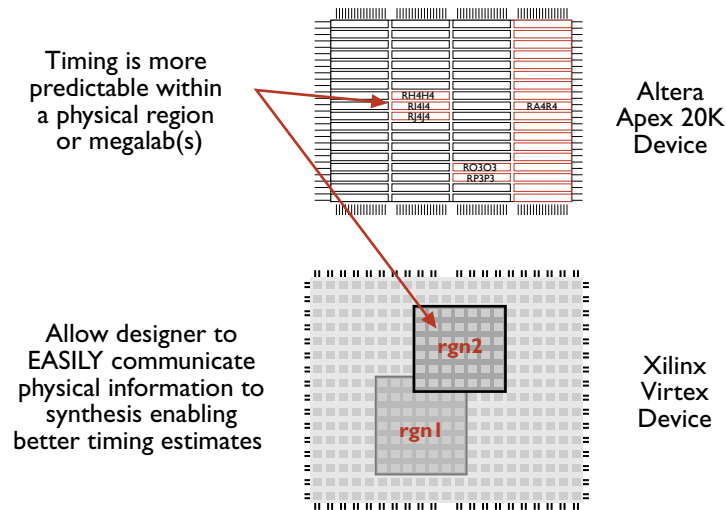 Timing is more
predictable within
a physical region
or megalab(s)
RH4H4
RI4I4
RJ4J4
RA4R4
RO3O3
RP3P3
Altera
Apex 20K
Device
Allow designer to
EASILY communicate
physical information to
synthesis enabling
better timing estimates
rgn2
rgn1
Xilinx
Virtex
Device